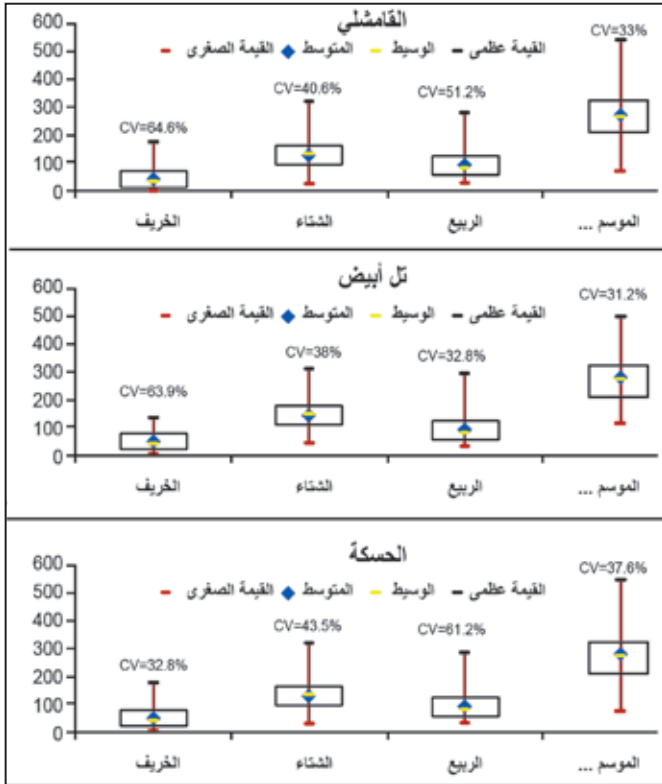 القامشلي
600
500
400
300
200
100
0
القيمة عظمى الوسيط المتوسط القيمة الصغرى
CV=64.6%
CV=40.6%
CV=51.2%
CV=33%
الخريف الشتاء الربيع الموسم ...
تل أبيض
600
500
400
300
200
100
0
القيمة عظمى الوسيط المتوسط القيمة الصغرى
CV=63.9%
CV=38%
CV=32.8%
CV=31.2%
الخريف الشتاء الربيع الموسم ...
الحسكة
600
500
400
300
200
100
0
القيمة عظمى الوسيط المتوسط القيمة الصغرى
CV=32.8%
CV=43.5%
CV=61.2%
CV=37.6%
الخريف الشتاء الربيع الموسم ...